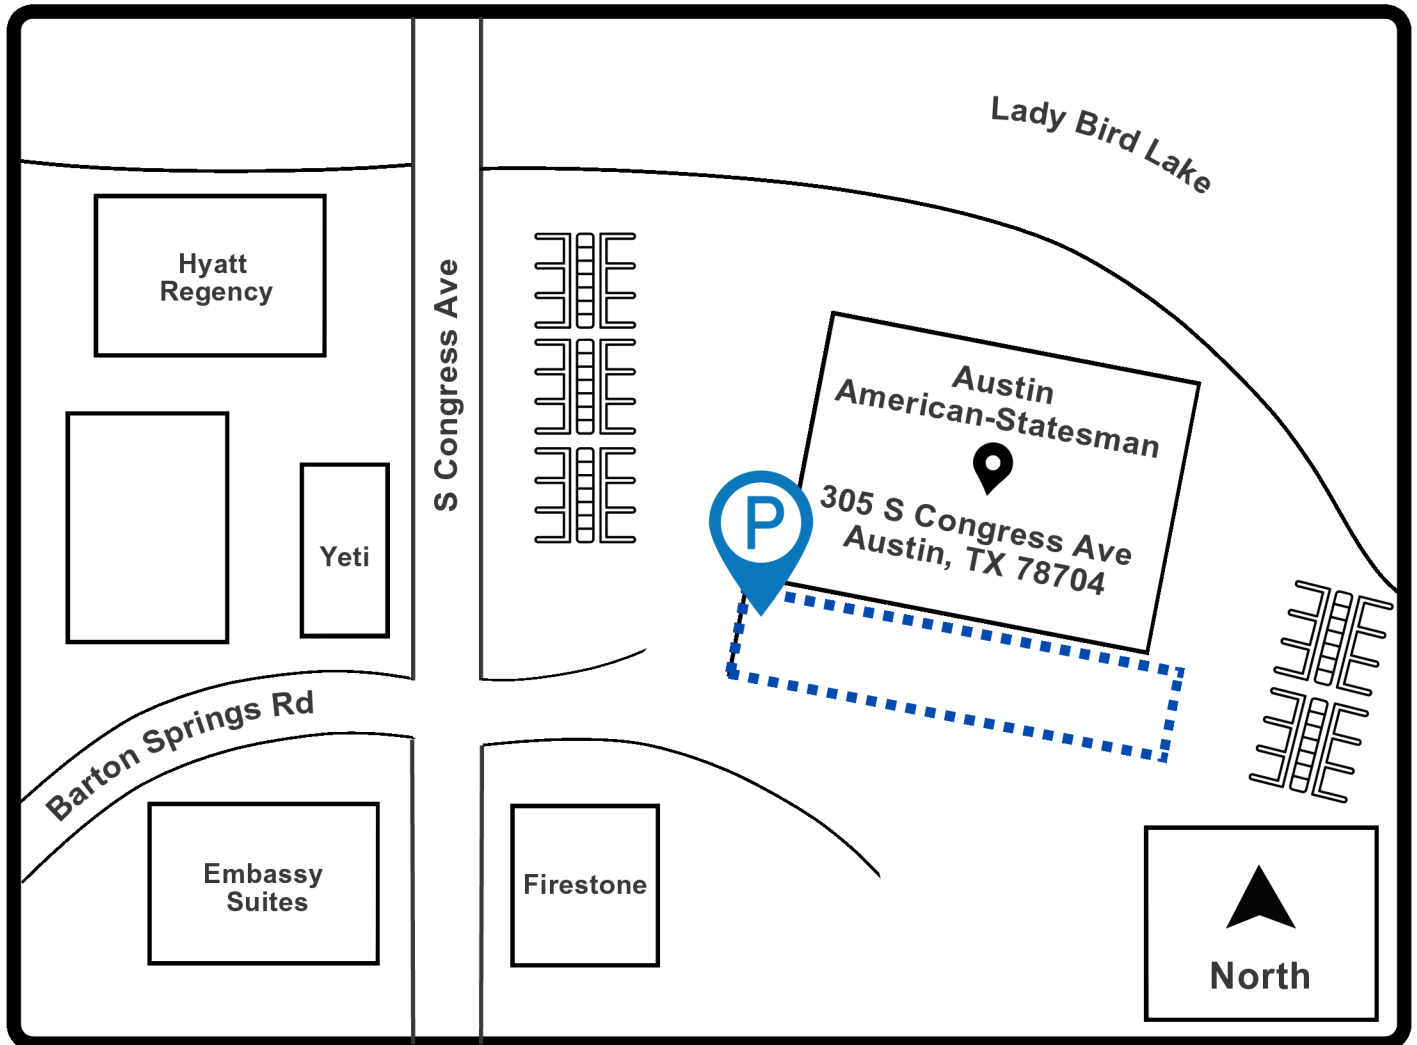 Lady Bird Lake
Hyatt
Regency
S Congress Ave
Austin
American-Statesman
305 S Congress Ave
Austin, TX 78704
P
Yeti
Barton Springs Rd
Embassy
Suites
Firestone
North